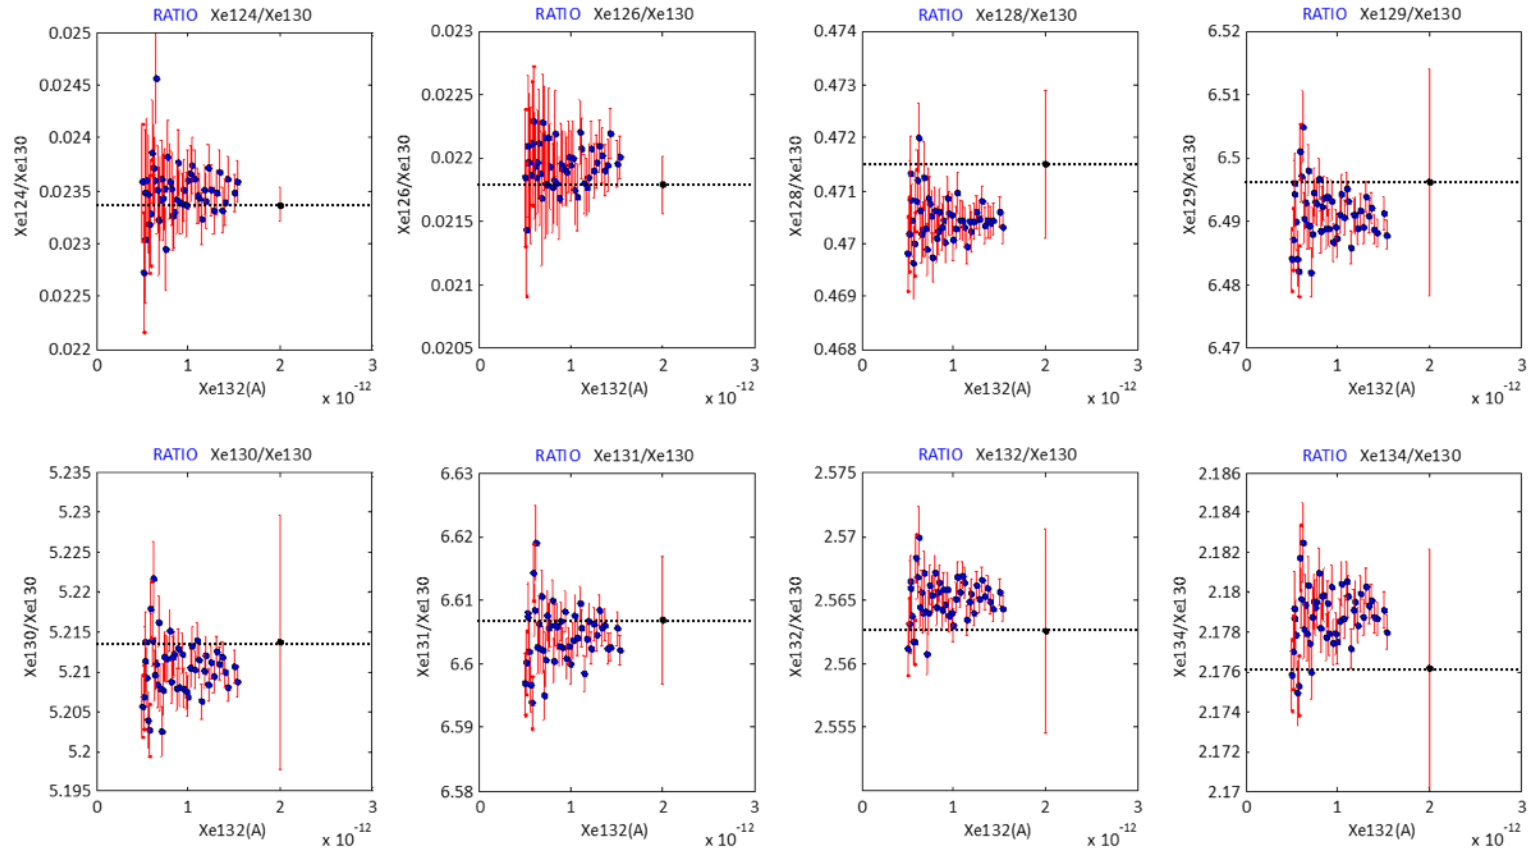 RATIO Xe124/Xe130
0.025
0.0245
0.024
0.0235
0.023
0.0225
0.022
Xe124/Xe130
0 1 2 3
Xe132(A)
x 10-12
RATIO Xe126/Xe130
0.023
0.0225
0.022
0.0215
0.021
0.0205
Xe126/Xe130
0 1 2 3
Xe132(A)
x 10-12
RATIO Xe128/Xe130
0.474
0.473
0.472
0.471
0.47
0.469
0.468
Xe128/Xe130
0 1 2 3
Xe132(A)
x 10-12
RATIO Xe129/Xe130
6.52
6.51
6.5
6.49
6.48
6.47
Xe129/Xe130
0 1 2 3
Xe132(A)
x 10-12
RATIO Xe130/Xe130
5.235
5.23
5.225
5.22
5.215
5.21
5.205
5.2
5.195
Xe130/Xe130
0 1 2 3
Xe132(A)
x 10-12
RATIO Xe131/Xe130
6.63
6.62
6.61
6.6
6.59
6.58
Xe131/Xe130
0 1 2 3
Xe132(A)
x 10-12
RATIO Xe132/Xe130
2.575
2.57
2.565
2.56
2.555
Xe132/Xe130
0 1 2 3
Xe132(A)
x 10-12
RATIO Xe134/Xe130
2.186
2.184
2.182
2.18
2.178
2.176
2.174
2.172
2.17
Xe134/Xe130
0 1 2 3
Xe132(A)
x 10-12